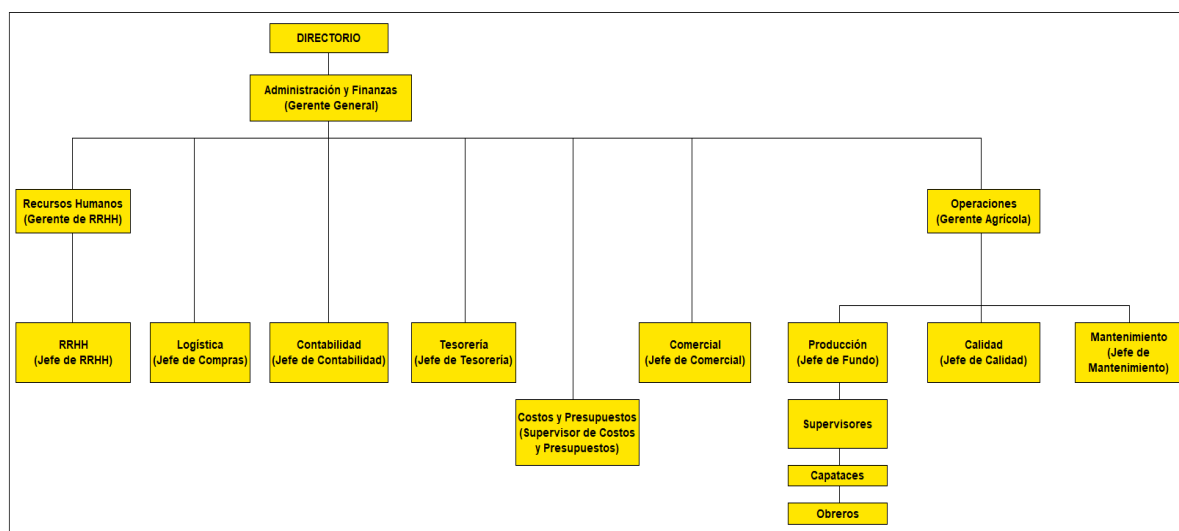 DIRECTORIO
Administración y Finanzas
(Gerente General)
Recursos Humanos
(Gerente de RRHH)
Operaciones
(Gerente Agrícola)
RRHH
(Jefe de RRHH)
Logística
(Jefe de Compras)
Contabilidad
(Jefe de Contabilidad)
Tesorería
(Jefe de Tesorería)
Comercial
(Jefe de Comercial)
Producción
(Jefe de Fundo)
Calidad
(Jefe de Calidad)
Mantenimiento
(Jefe de
Mantenimiento)
Costos y Presupuestos
(Supervisor de Costos
y Presupuestos)
Supervisores
Capataces
Obreros